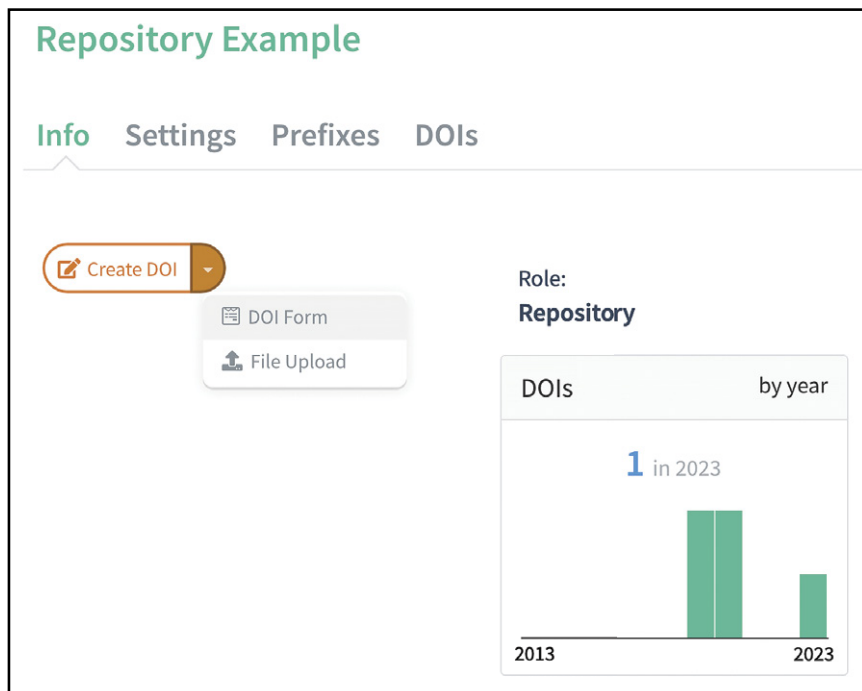 Repository Example
Info Settings Prefixes DOIs
Create DOI
DOI Form
File Upload
Role:
Repository
DOIs by year
1 in 2023
2013 2023